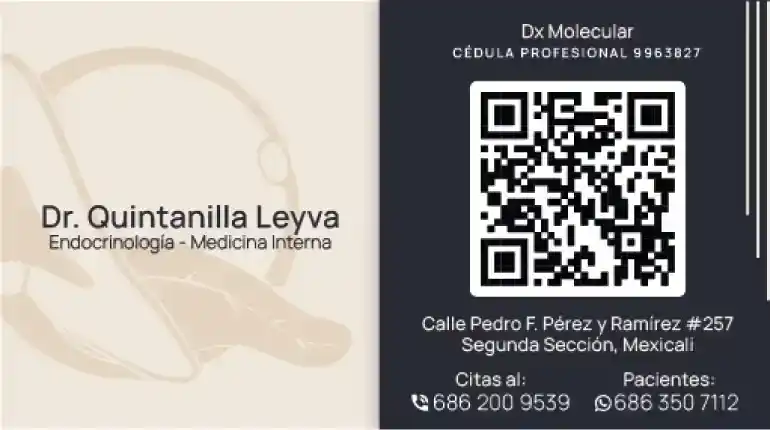 Dr. Quintanilla Leyva
Endocrinología - Medicina Interna
Dx Molecular
CÉDULA PROFESIONAL 9963827
Calle Pedro F. Pérez y Ramírez #257
Segunda Sección, Mexicali
Citas al:
686 200 9539
Pacientes:
686 350 7112